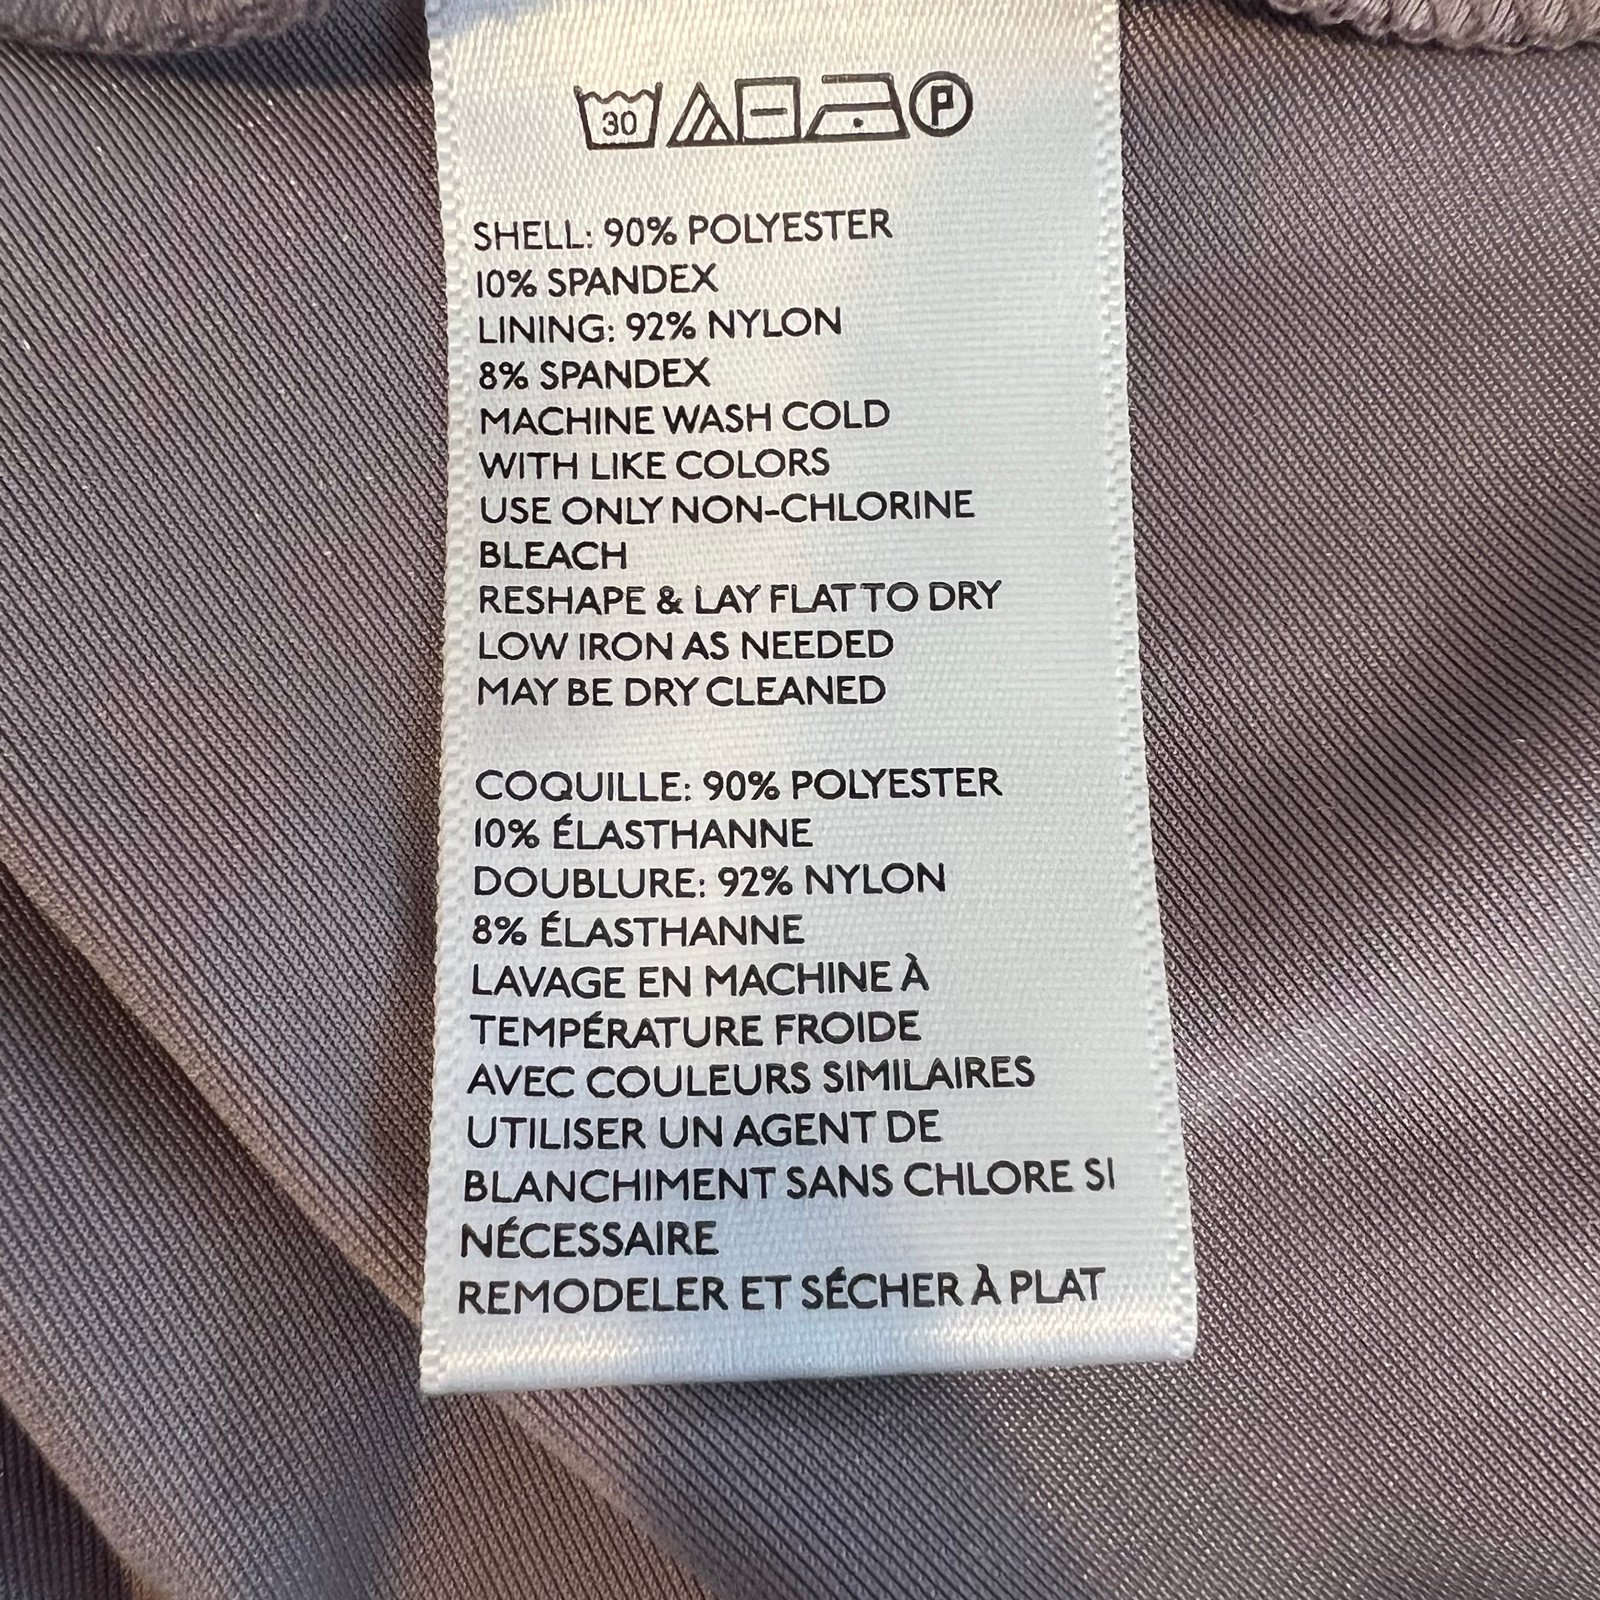 30 P
SHELL: 90% POLYESTER
10% SPANDEX
LINING: 92% NYLON
8% SPANDEX
MACHINE WASH COLD
WITH LIKE COLORS
USE ONLY NON-CHLORINE
BLEACH
RESHAPE & LAY FLAT TO DRY
LOW IRON AS NEEDED
MAY BE DRY CLEANED
COQUILLE: 90% POLYESTER
10% ÉLASTHANNE
DOUBLURE: 92% NYLON
8% ÉLASTHANNE
LAVAGE EN MACHINE À
TEMPÉRATURE FROIDE
AVEC COULEURS SIMILAIRES
UTILISER UN AGENT DE
BLANCHIMENT SANS CHLORE SI
NÉCESSAIRE
REMODELER ET SÉCHER À PLAT